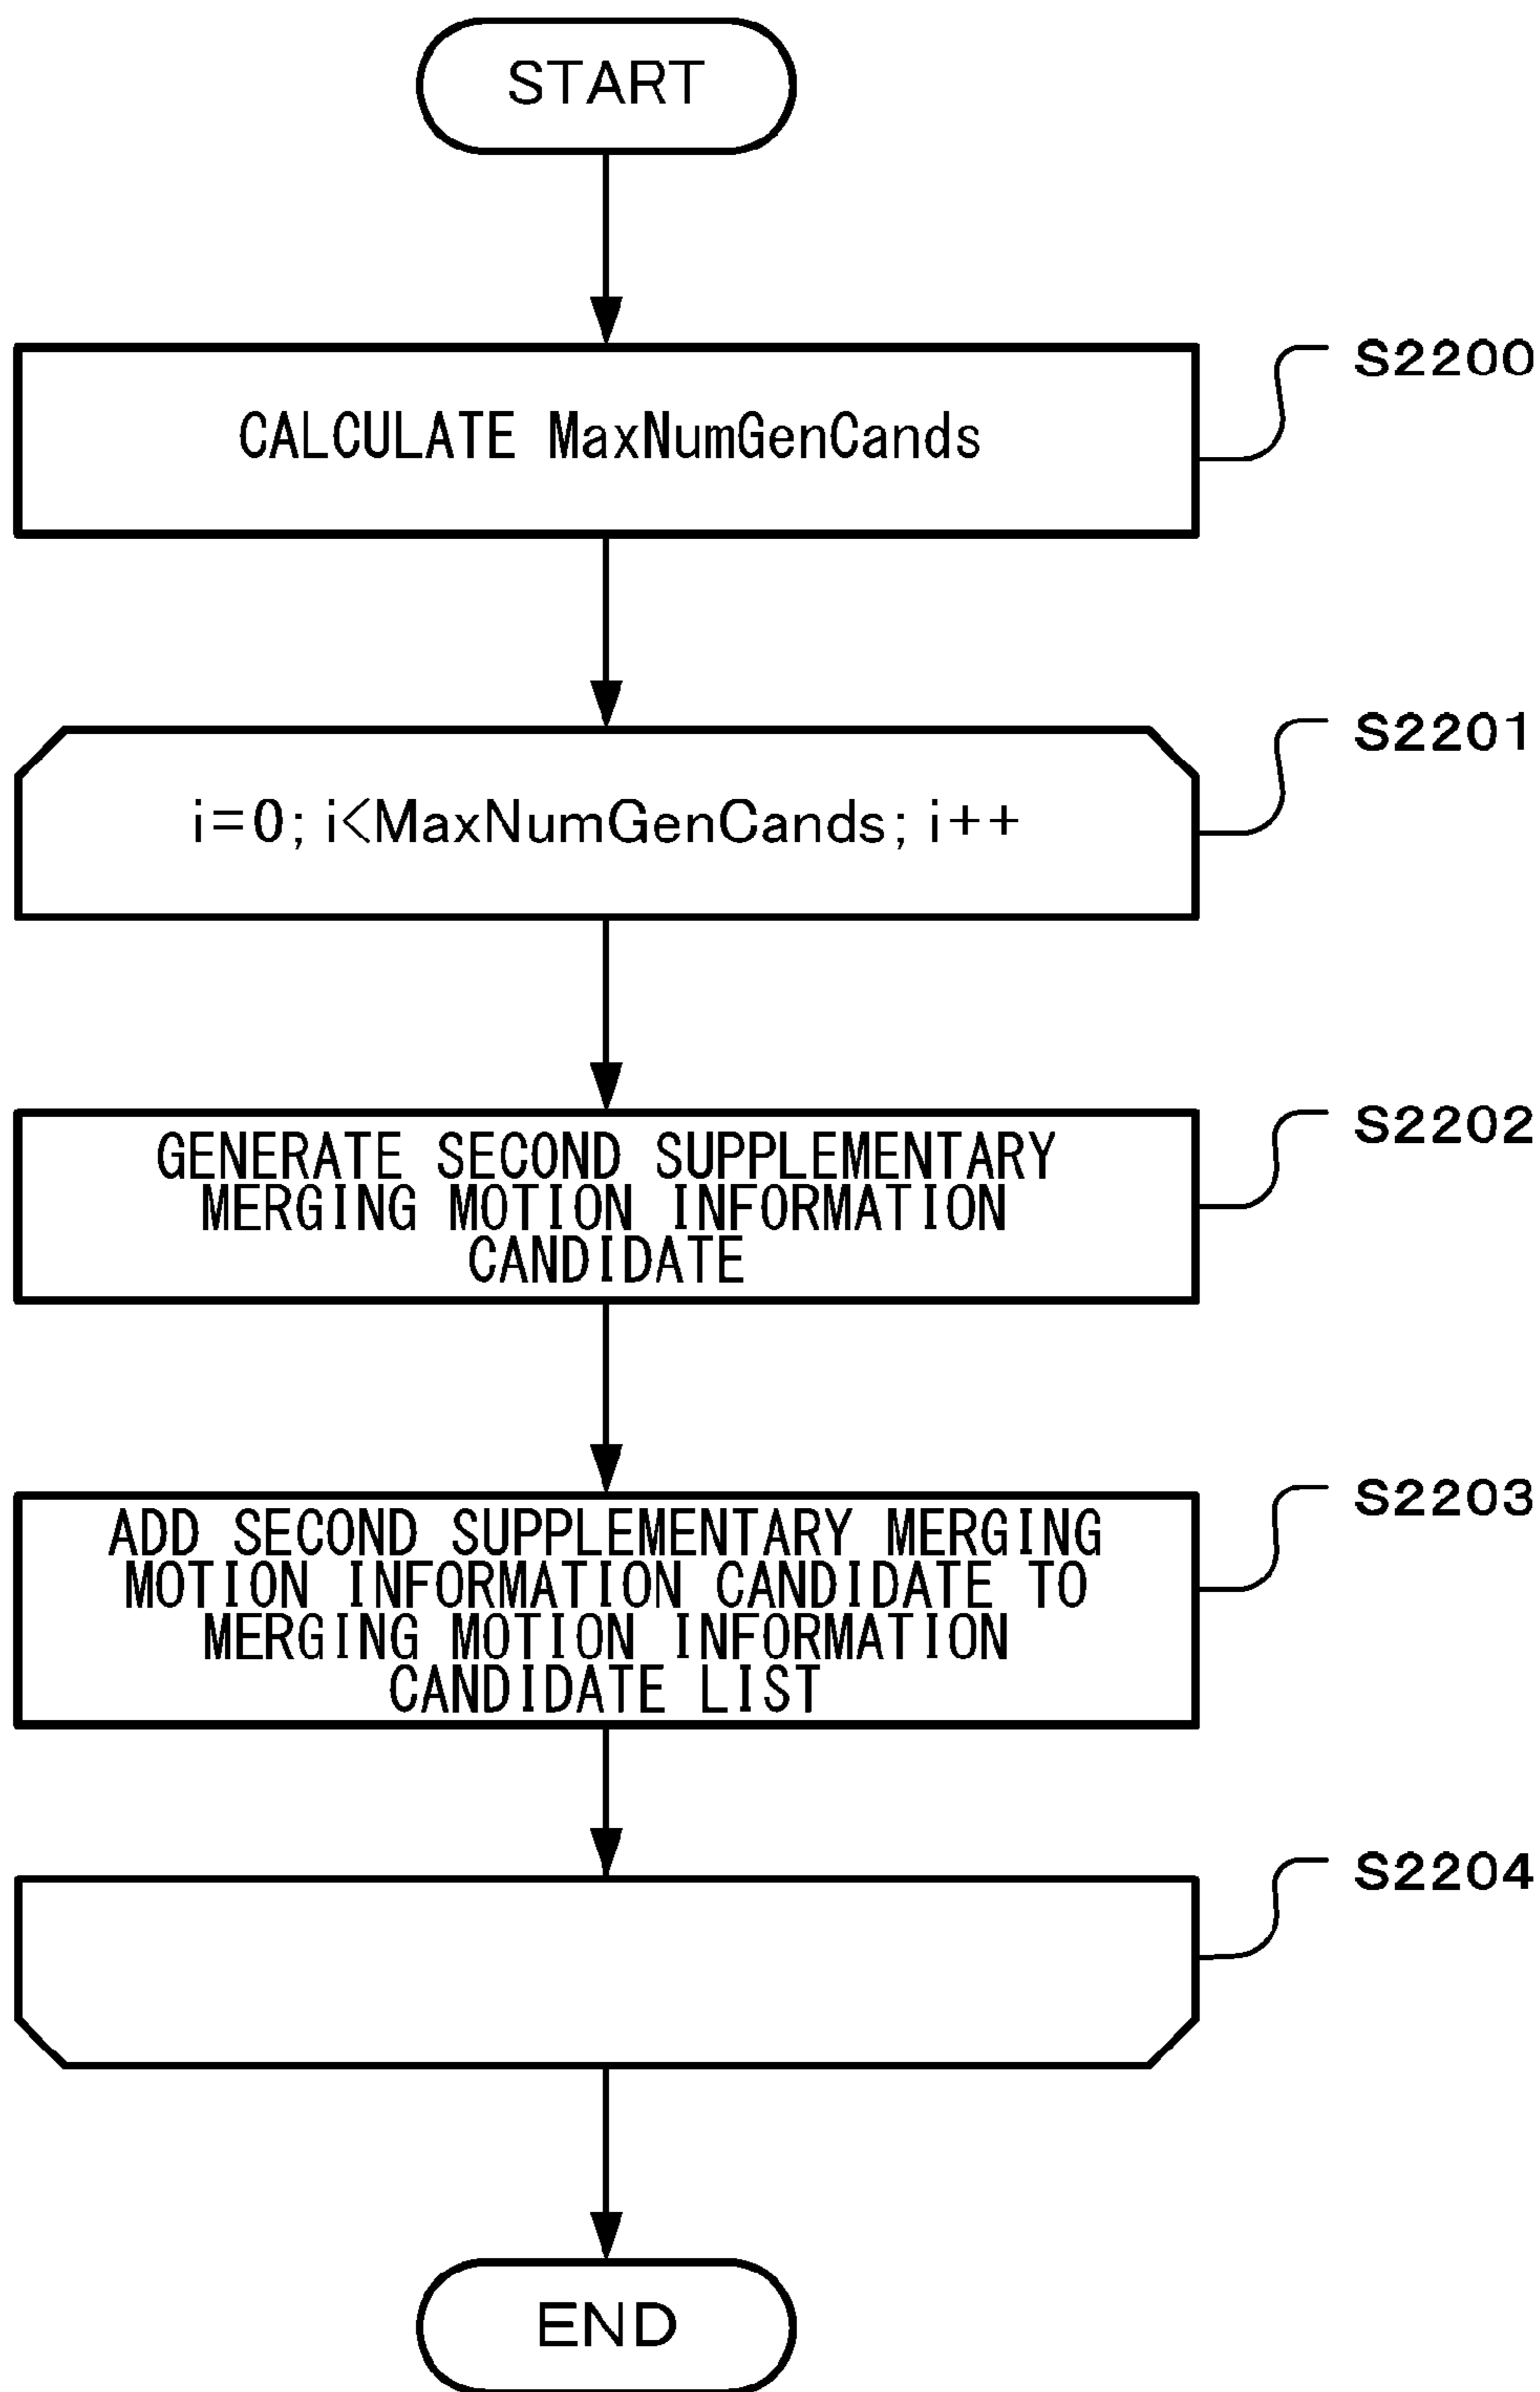 START
CALCULATE MaxNumGenCands
S2200
i=0; i<MaxNumGenCands; i++
S2201
GENERATE SECOND SUPPLEMENTARY
MERGING MOTION INFORMATION
CANDIDATE
S2202
ADD SECOND SUPPLEMENTARY MERGING
MOTION INFORMATION CANDIDATE TO
MERGING MOTION INFORMATION
CANDIDATE LIST
S2203
S2204
END